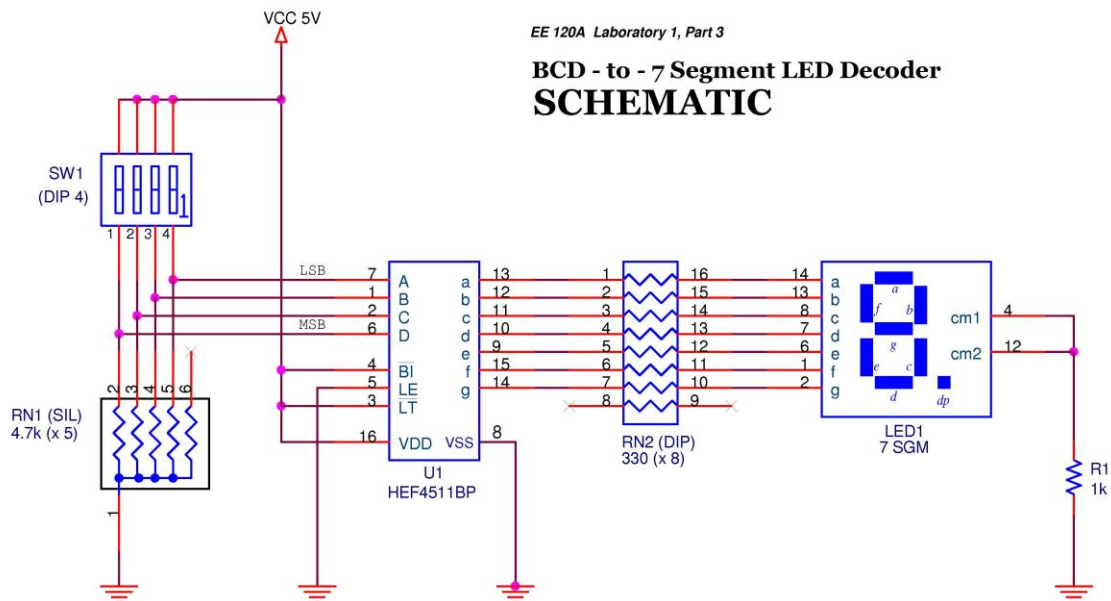 VCC 5V
EE 120A Laboratory 1, Part 3
BCD - to - 7 Segment LED Decoder
SCHEMATIC
SW1
(DIP 4)
1
1 2 3 4
LSB
MSB
7 A a 13
1 B b 12
2 C c 11
6 D d 10
e 9
4 BI f 15
5 LE g 14
3 LT
16 VDD VSS 8
U1
HEF4511BP
1 16
2 15
3 14
4 13
5 12
6 11
7 10
8 9
RN2 (DIP)
330 (x 8)
14 a
13 b
8 c
7 d
6 e
1 f
2 g
a
f b
g
e c
d dp
cm1 4
cm2 12
LED1
7 SGM
R1
1k
2 3 4 5 6
RN1 (SIL)
4.7k (x 5)
1